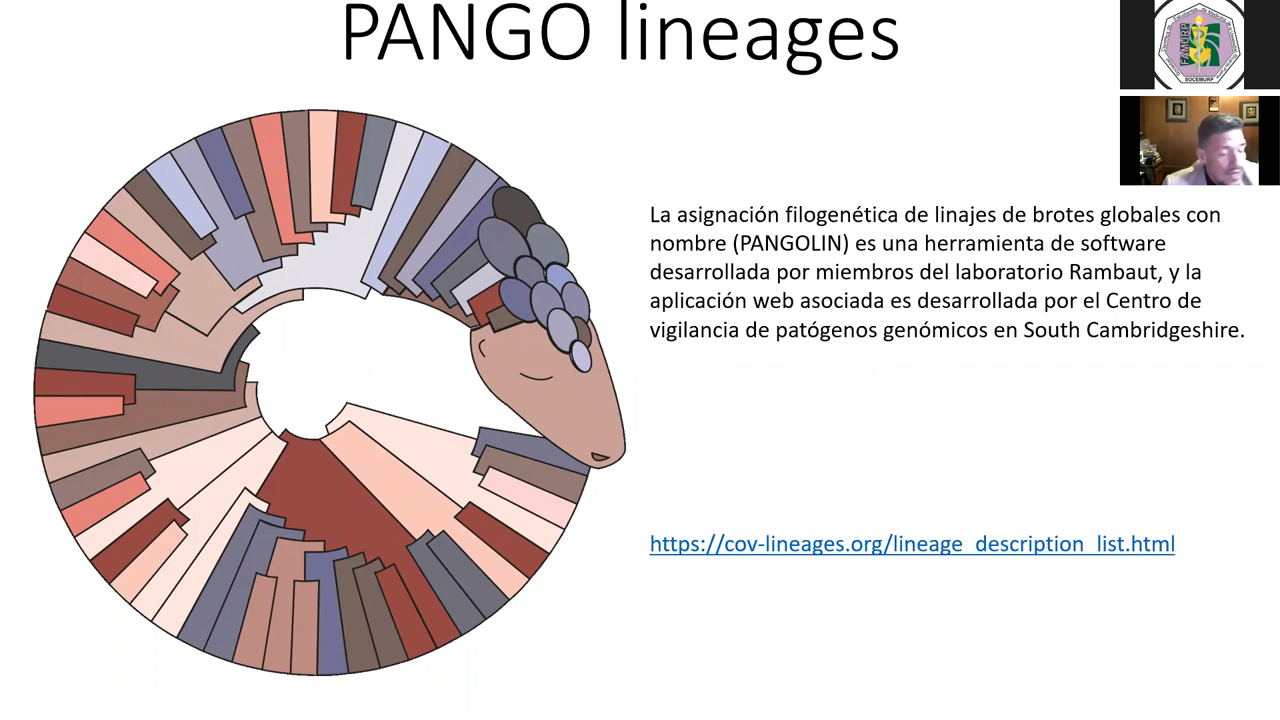 PANGO lineages
FAMURP
SOCEMURP
La asignación filogenética de linajes de brotes globales con
nombre (PANGOLIN) es una herramienta de software
desarrollada por miembros del laboratorio Rambaut, y la
aplicación web asociada es desarrollada por el Centro de
vigilancia de patógenos genómicos en South Cambridgeshire.
https://cov-lineages.org/lineage_description_list.html